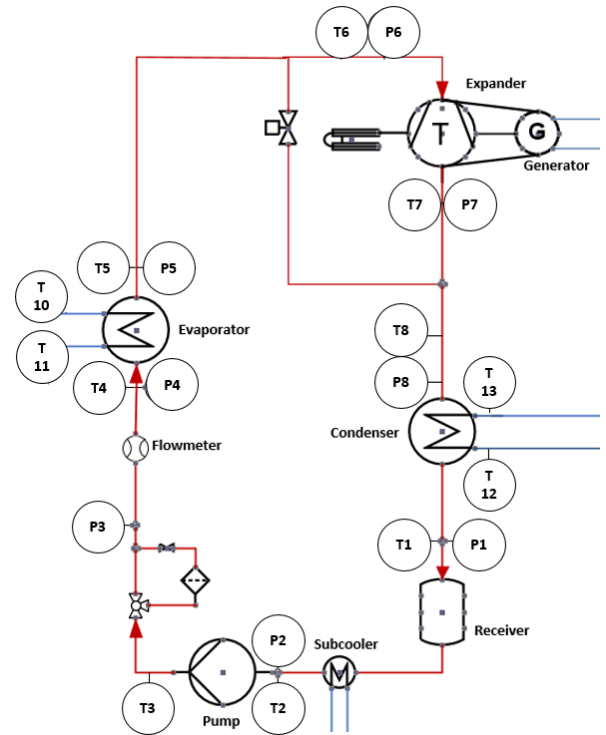 T6
P6
Expander
T
G
Generator
T7
P7
T5
P5
T
10
T
11
Evaporator
T8
P8
T
13
T4
P4
Condenser
Flowmeter
T
12
P3
T1
P1
Receiver
P2
Subcooler
T3
Pump
T2